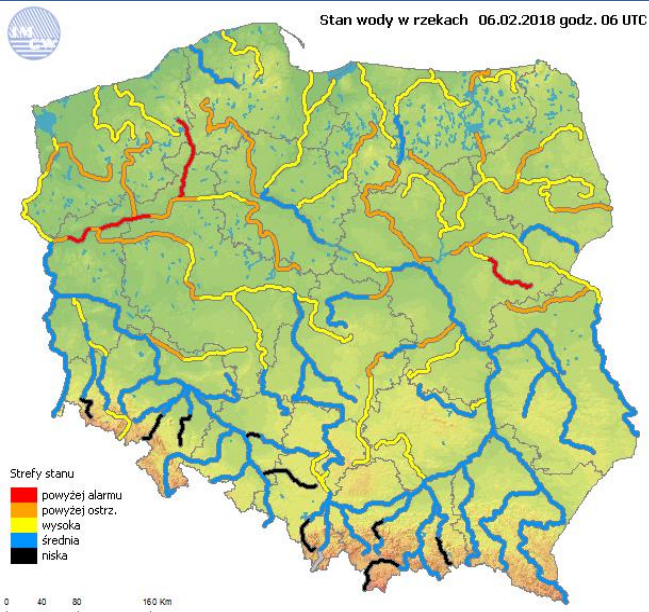 Stan wody w rzekach 06.02.2018 godz. 06 UTC
Strefy stanu
powyżej alarmu
powyżej ostrz.
wysoka
średnia
niska
0 40 80 160 Km